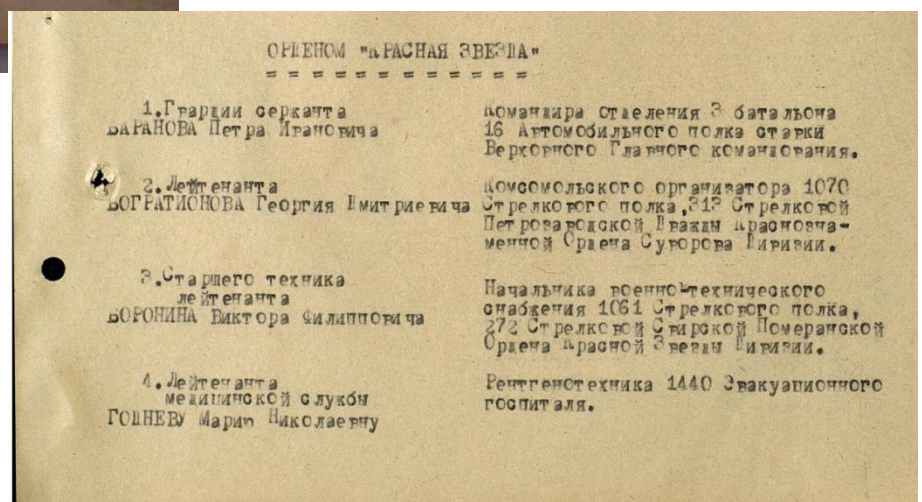 ОРДЕНОМ "КРАСНАЯ ЗВЕЗДА"
= = = = = = = = = = = = =
1. Гвардии сержанта
БАРАНОВА Петра Ивановича
Командира отделения 3 батальона
16 Автомобильного полка ставки
Верховного Главного командования.
2. Лейтенанта
БОГРАТИОНОВА Георгия Дмитриевича
Комсомольского организатора 1070
Стрелкового полка, 313 Стрелковой
Петрозаводской Дважды Краснозна-
менной Ордена Суворова Дивизии.
3. Старшего техника
лейтенанта
ВОРОНИНА Виктора Филипповича
Начальника военно-технического
снабжения 1061 Стрелкового полка,
272 Стрелковой Свирской Померанской
Ордена Красной Звезды Дивизии.
4. Лейтенанта
медицинской службы
ГОДНЕВУ Марию Николаевну
Рентгенотехника 1440 Эвакуационного
госпиталя.